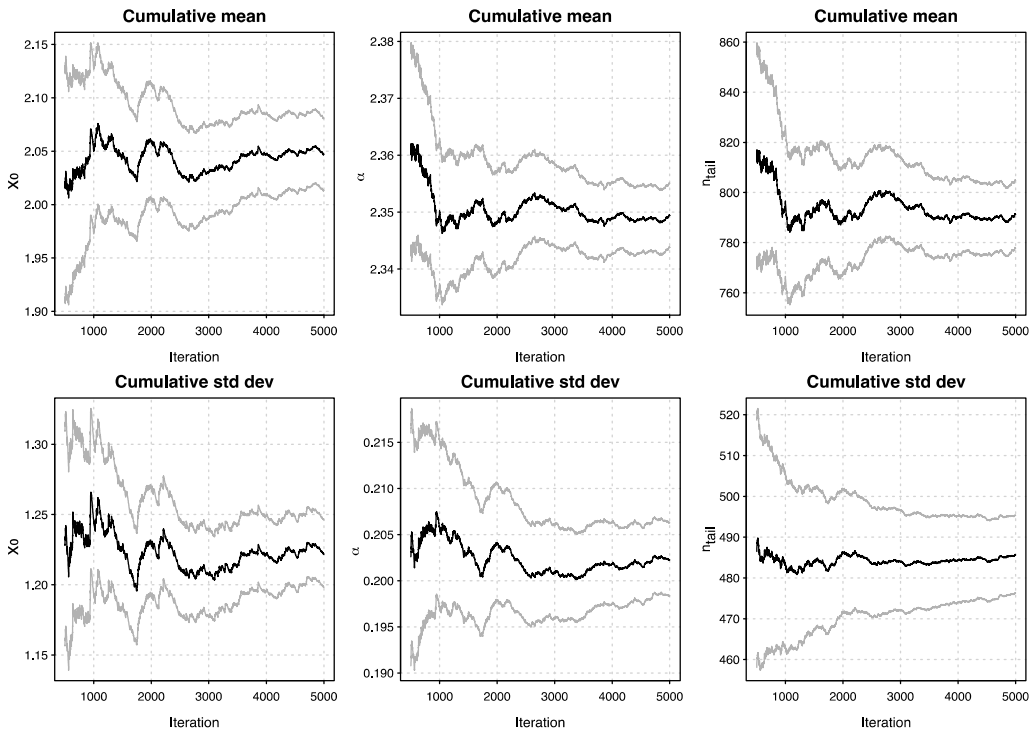 Cumulative mean
Cumulative mean
Cumulative mean
2.15
2.10
2.05
2.00
1.95
1.90
X₀
1000 2000 3000 4000 5000
Iteration
2.38
2.37
2.36
2.35
2.34
α
1000 2000 3000 4000 5000
Iteration
860
840
820
800
780
760
n_tail
1000 2000 3000 4000 5000
Iteration
Cumulative std dev
Cumulative std dev
Cumulative std dev
1.30
1.25
1.20
1.15
X₀
1000 2000 3000 4000 5000
Iteration
0.215
0.210
0.205
0.200
0.195
0.190
α
1000 2000 3000 4000 5000
Iteration
520
510
500
490
480
470
460
n_tail
1000 2000 3000 4000 5000
Iteration